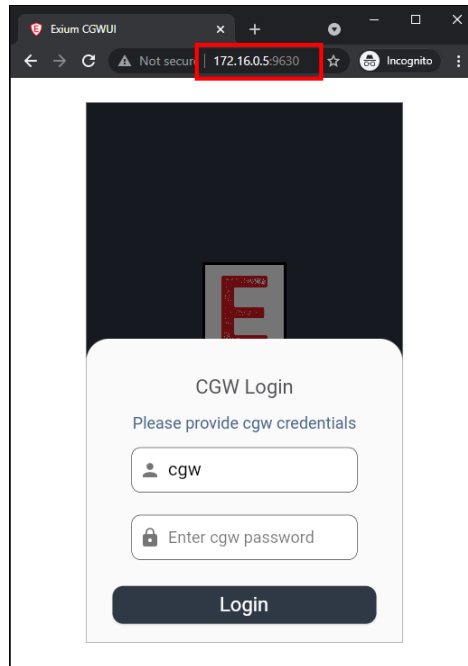 Exium CGWUI
Not secure 172.16.0.5:9630 Incognito
E
CGW Login
Please provide cgw credentials
cgw
Enter cgw password
Login